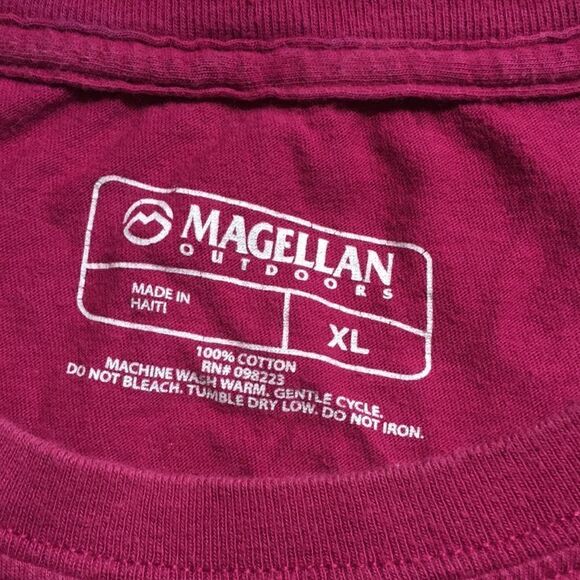 MAGELLAN
OUTDOORS
MADE IN
HAITI
XL
100% COTTON
RN# 098223
MACHINE WASH WARM. GENTLE CYCLE.
DO NOT BLEACH. TUMBLE DRY LOW. DO NOT IRON.